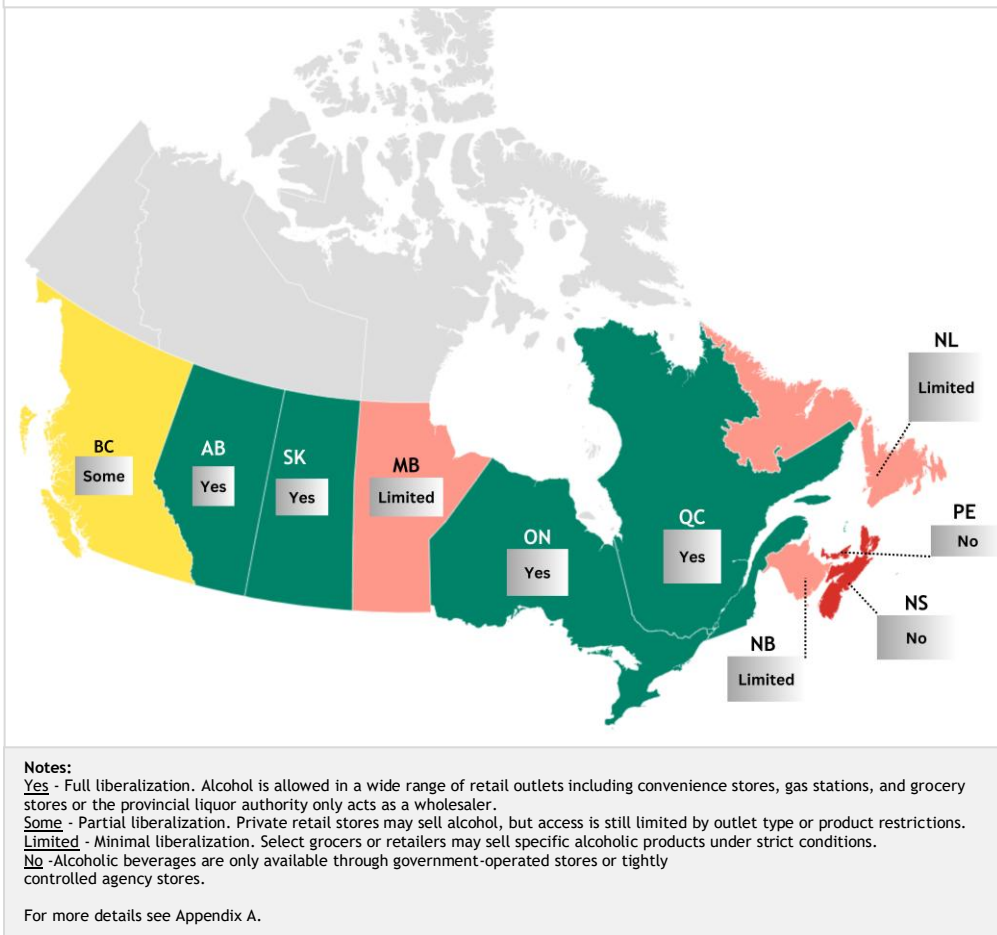 NL
Limited
BC
Some
AB
Yes
SK
Yes
MB
Limited
ON
Yes
QC
Yes
PE
No
NS
No
NB
Limited
Notes:
Yes - Full liberalization. Alcohol is allowed in a wide range of retail outlets including convenience stores, gas stations, and grocery
stores or the provincial liquor authority only acts as a wholesaler.
Some - Partial liberalization. Private retail stores may sell alcohol, but access is still limited by outlet type or product restrictions.
Limited - Minimal liberalization. Select grocers or retailers may sell specific alcoholic products under strict conditions.
No -Alcoholic beverages are only available through government-operated stores or tightly
controlled agency stores.
For more details see Appendix A.